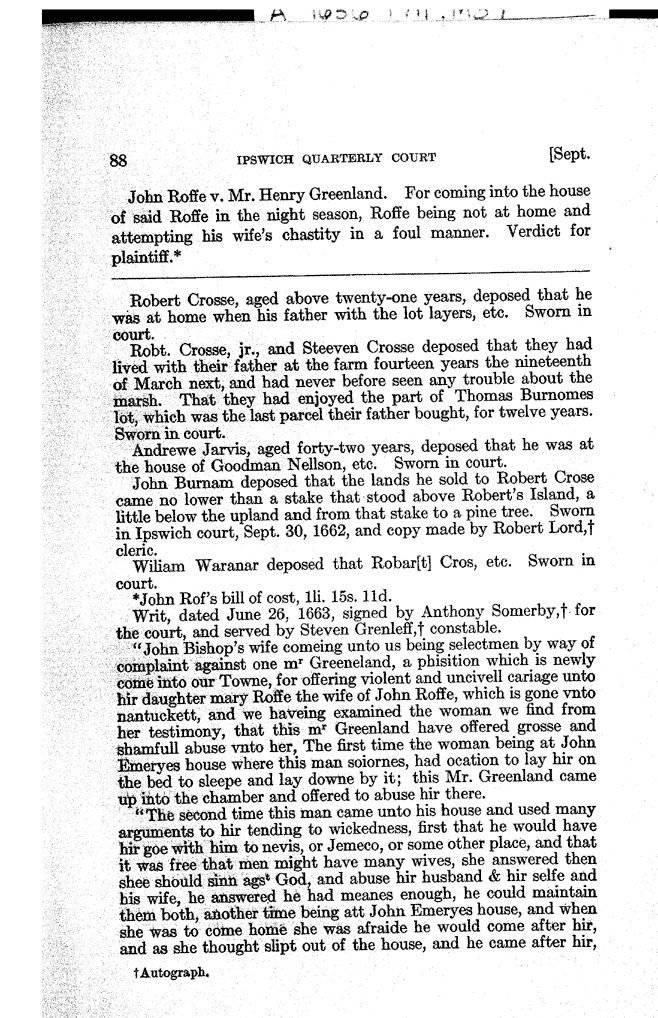 88 IPSWICH QUARTERLY COURT [Sept.
John Roffe v. Mr. Henry Greenland. For coming into the house
of said Roffe in the night season, Roffe being not at home and
attempting his wife's chastity in a foul manner. Verdict for
plaintiff.*
Robert Crosse, aged above twenty-one years, deposed that he
was at home when his father with the lot layers, etc. Sworn in
court.
Robt. Crosse, jr., and Steeven Crosse deposed that they had
lived with their father at the farm fourteen years the nineteenth
of March next, and had never before seen any trouble about the
marsh. That they had enjoyed the part of Thomas Burnomes
lot, which was the last parcel their father bought, for twelve years.
Sworn in court.
Andrewe Jarvis, aged forty-two years, deposed that he was at
the house of Goodman Nellson, etc. Sworn in court.
John Burnam deposed that the lands he sold to Robert Crose
came no lower than a stake that stood above Robert's Island, a
little below the upland and from that stake to a pine tree. Sworn
in Ipswich court, Sept. 30, 1662, and copy made by Robert Lord,†
cleric.
Wiliam Waranar deposed that Robar[t] Cros, etc. Sworn in
court.
*John Rof's bill of cost, 1li. 15s. 11d.
Writ, dated June 26, 1663, signed by Anthony Somerby,† for
the court, and served by Steven Grenleff,† constable.
"John Bishop's wife comeing unto us being selectmen by way of
complaint against one mʳ Greeneland, a phisition which is newly
come into our Towne, for offering violent and uncivell cariage unto
hir daughter mary Roffe the wife of John Roffe, which is gone vnto
nantuckett, and we haveing examined the woman we find from
her testimony, that this mʳ Greenland have offered grosse and
shamfull abuse vnto her, The first time the woman being at John
Emeryes house where this man soiornes, had ocation to lay hir on
the bed to sleepe and lay downe by it; this Mr. Greenland came
up into the chamber and offered to abuse hir there.
"The second time this man came unto his house and used many
arguments to hir tending to wickedness, first that he would have
hir goe with him to nevis, or Jemeco, or some other place, and that
it was free that men might have many wives, she answered then
shee should sinn agsᵗ God, and abuse hir husband & hir selfe and
his wife, he answered he had meanes enough, he could maintain
them both, another time being att John Emeryes house, and when
she was to come home she was afraide he would come after hir,
and as she thought slipt out of the house, and he came after hir,
†Autograph.